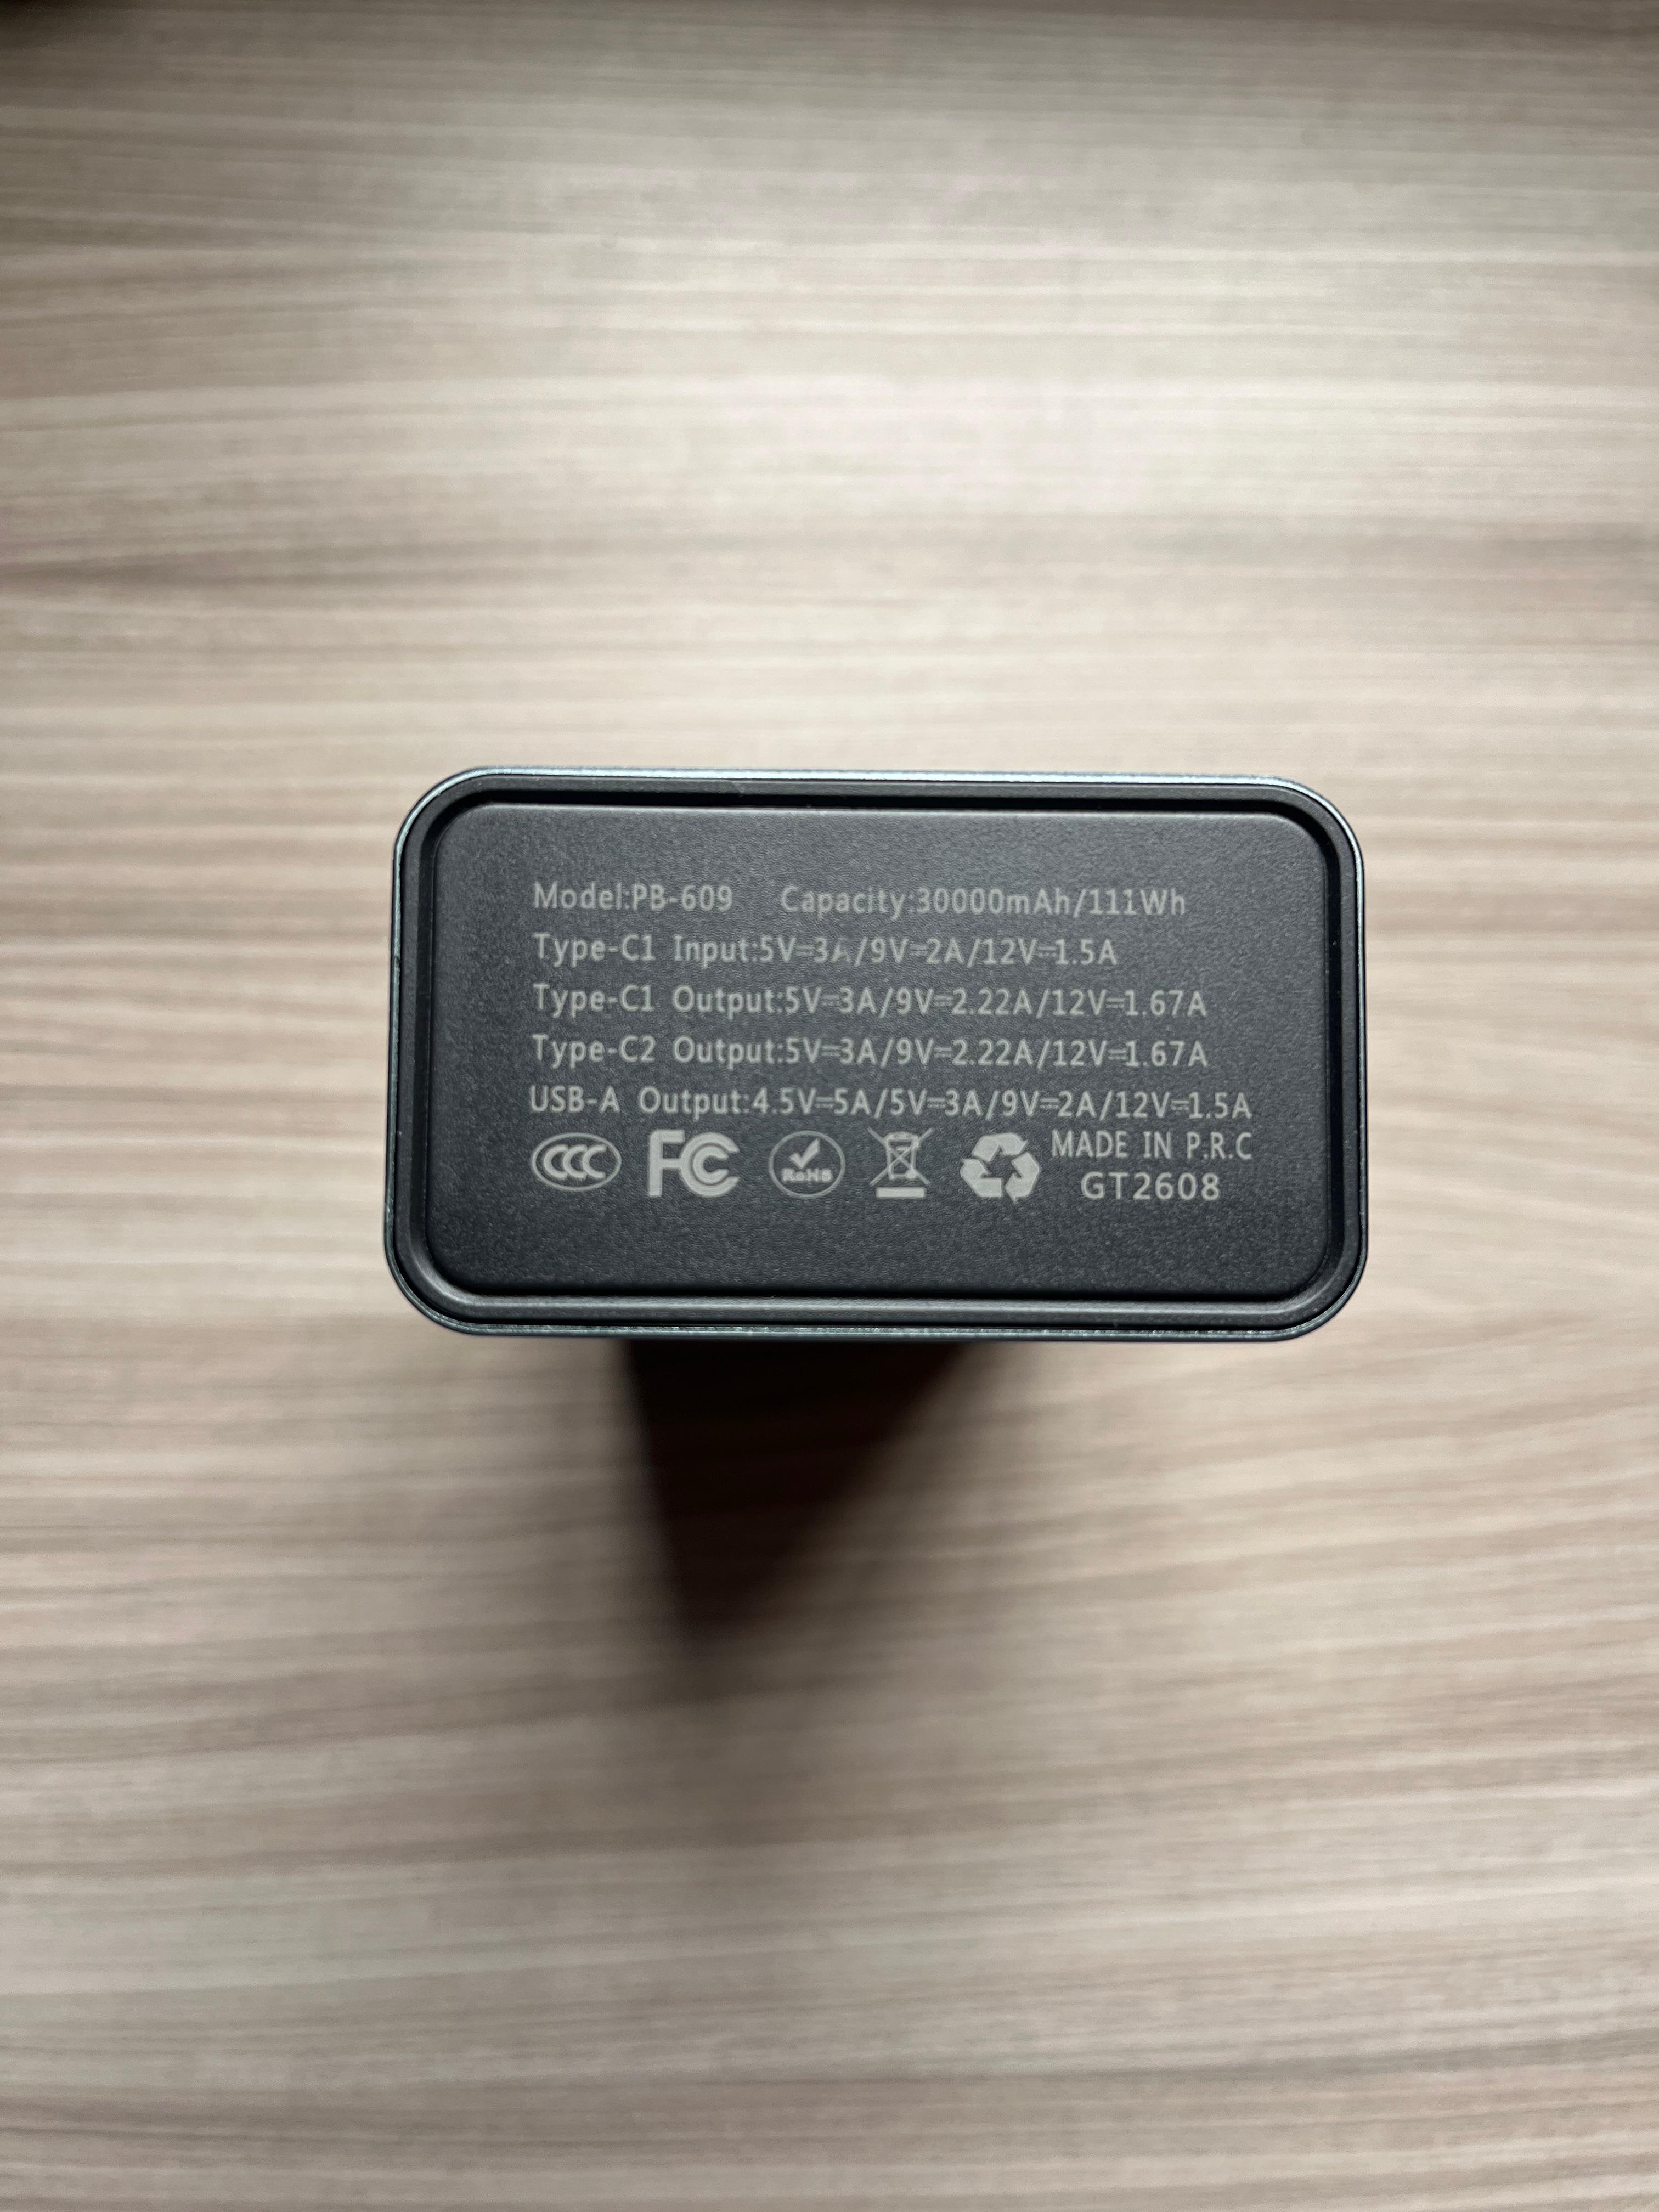 Model:PB-609 Capacity:30000mAh/111Wh
Type-C1 Input:5V⎓3A/9V⎓2A/12V⎓1.5A
Type-C1 Output:5V⎓3A/9V⎓2.22A/12V⎓1.67A
Type-C2 Output:5V⎓3A/9V⎓2.22A/12V⎓1.67A
USB-A Output:4.5V⎓5A/5V⎓3A/9V⎓2A/12V⎓1.5A
CCC FC RoHS MADE IN P.R.C
GT2608